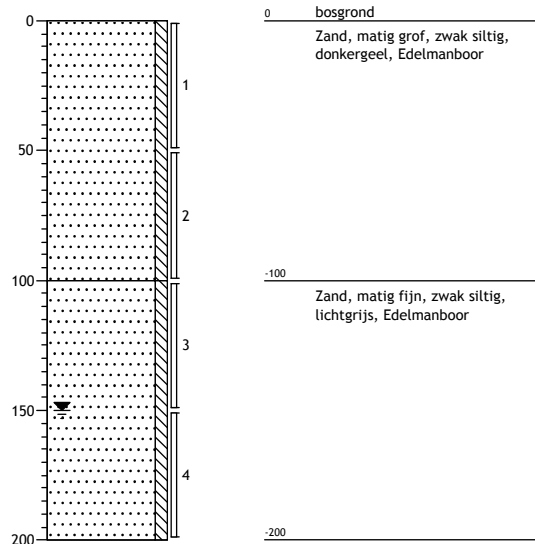 0
50
100
150
200
1
2
3
4
0 bosgrond
Zand, matig grof, zwak siltig,
donkergeel, Edelmanboor
-100
Zand, matig fijn, zwak siltig,
lichtgrijs, Edelmanboor
-200